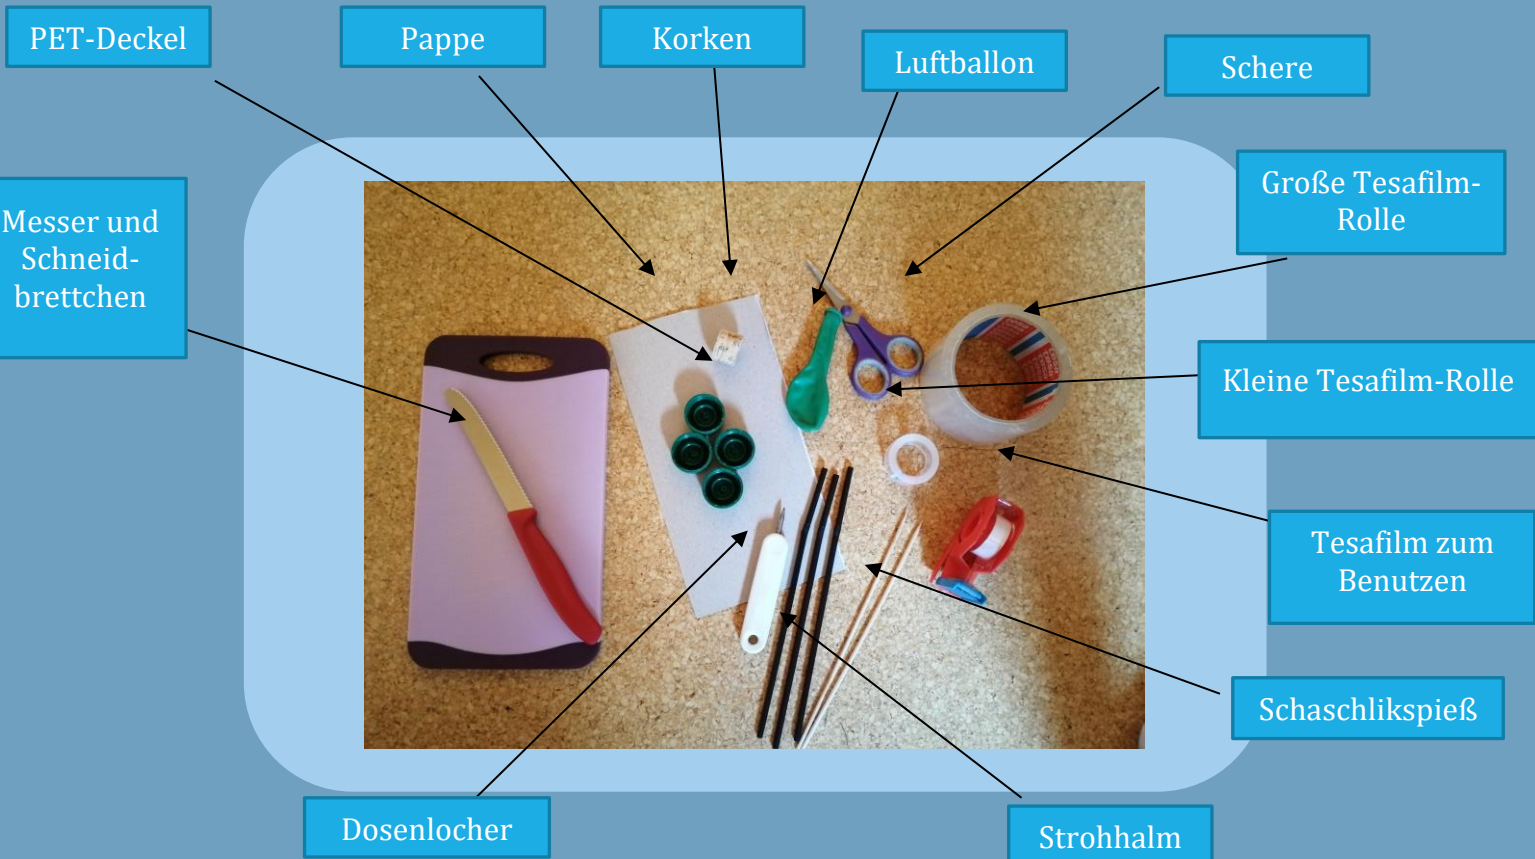 PET-Deckel
Pappe
Korken
Luftballon
Schere
Große Tesafilm-
Rolle
Messer und
Schneid-
brettchen
Kleine Tesafilm-Rolle
Tesafilm zum
Benutzen
Schaschlikspieß
Dosenlocher
Strohhalm